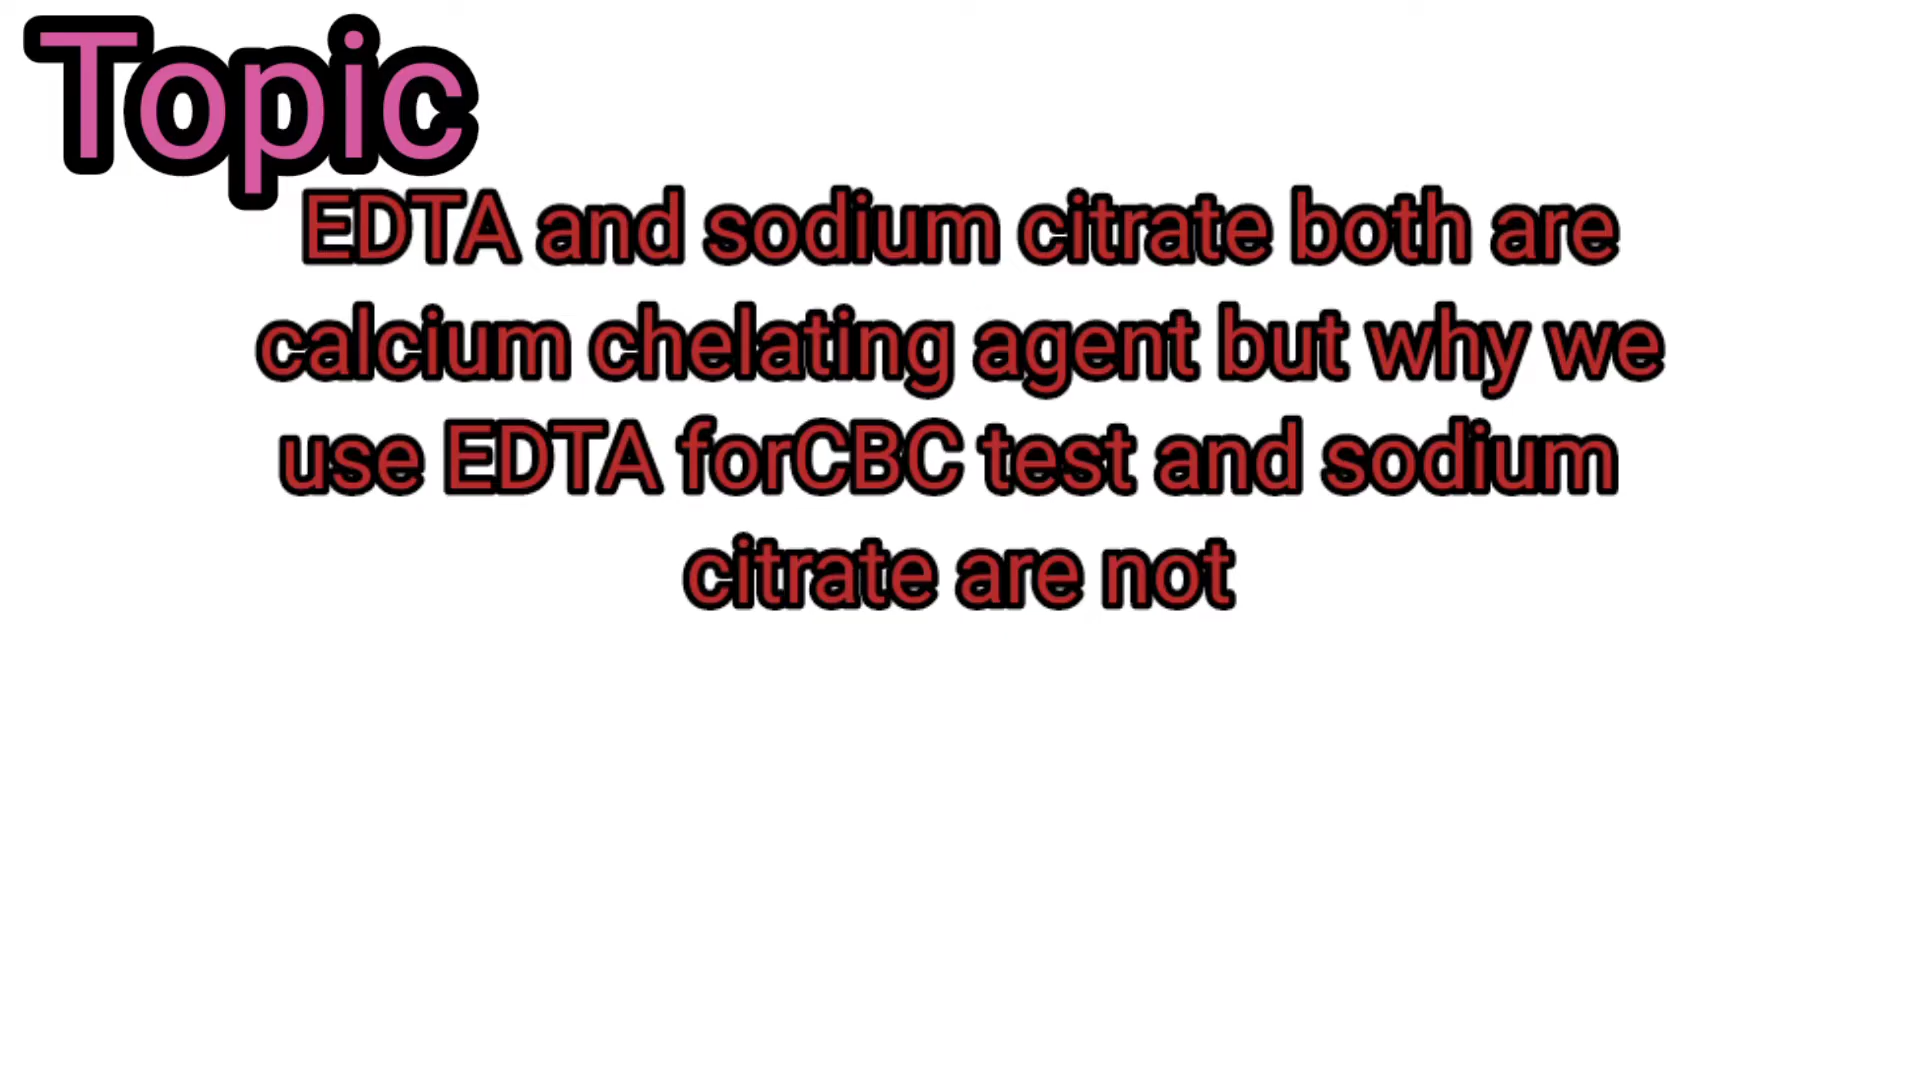 Topic
EDTA and sodium citrate both are
calcium chelating agent but why we
use EDTA forCBC test and sodium
citrate are not